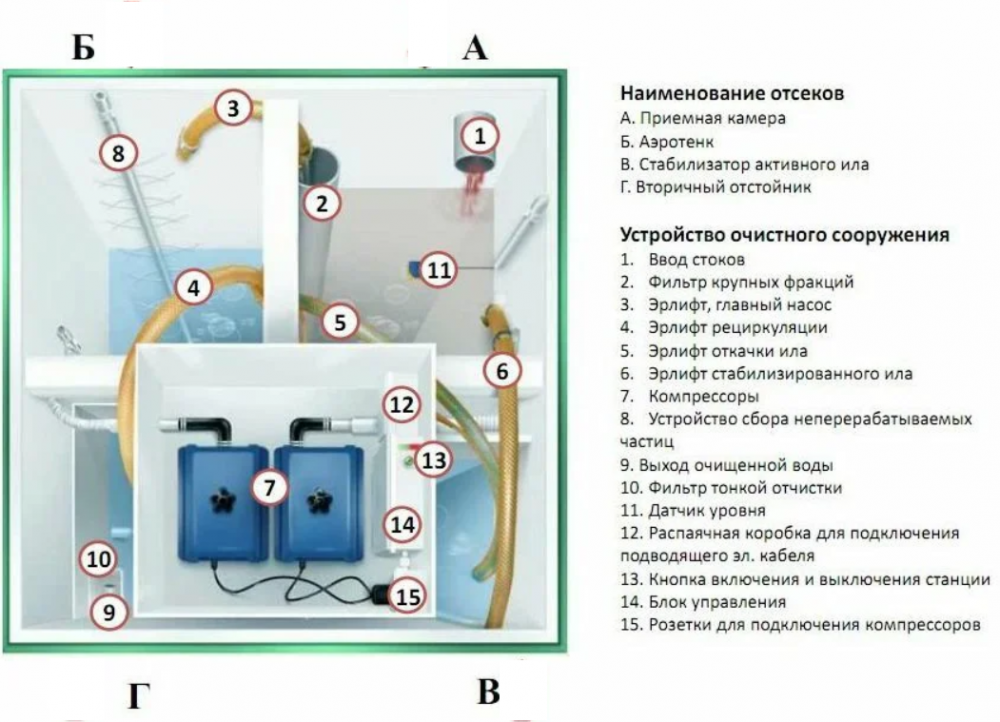 Б
А
3
1
8
2
11
4
5
6
12
13
7
14
10
15
9
Г
В
Наименование отсеков
А. Приемная камера
Б. Аэротенк
В. Стабилизатор активного ила
Г. Вторичный отстойник
Устройство очистного сооружения
1. Ввод стоков
2. Фильтр крупных фракций
3. Эрлифт, главный насос
4. Эрлифт рециркуляции
5. Эрлифт откачки ила
6. Эрлифт стабилизированного ила
7. Компрессоры
8. Устройство сбора неперерабатываемых
частиц
9. Выход очищенной воды
10. Фильтр тонкой отчистки
11. Датчик уровня
12. Распаячная коробка для подключения
подводящего эл. кабеля
13. Кнопка включения и выключения станции
14. Блок управления
15. Розетки для подключения компрессоров